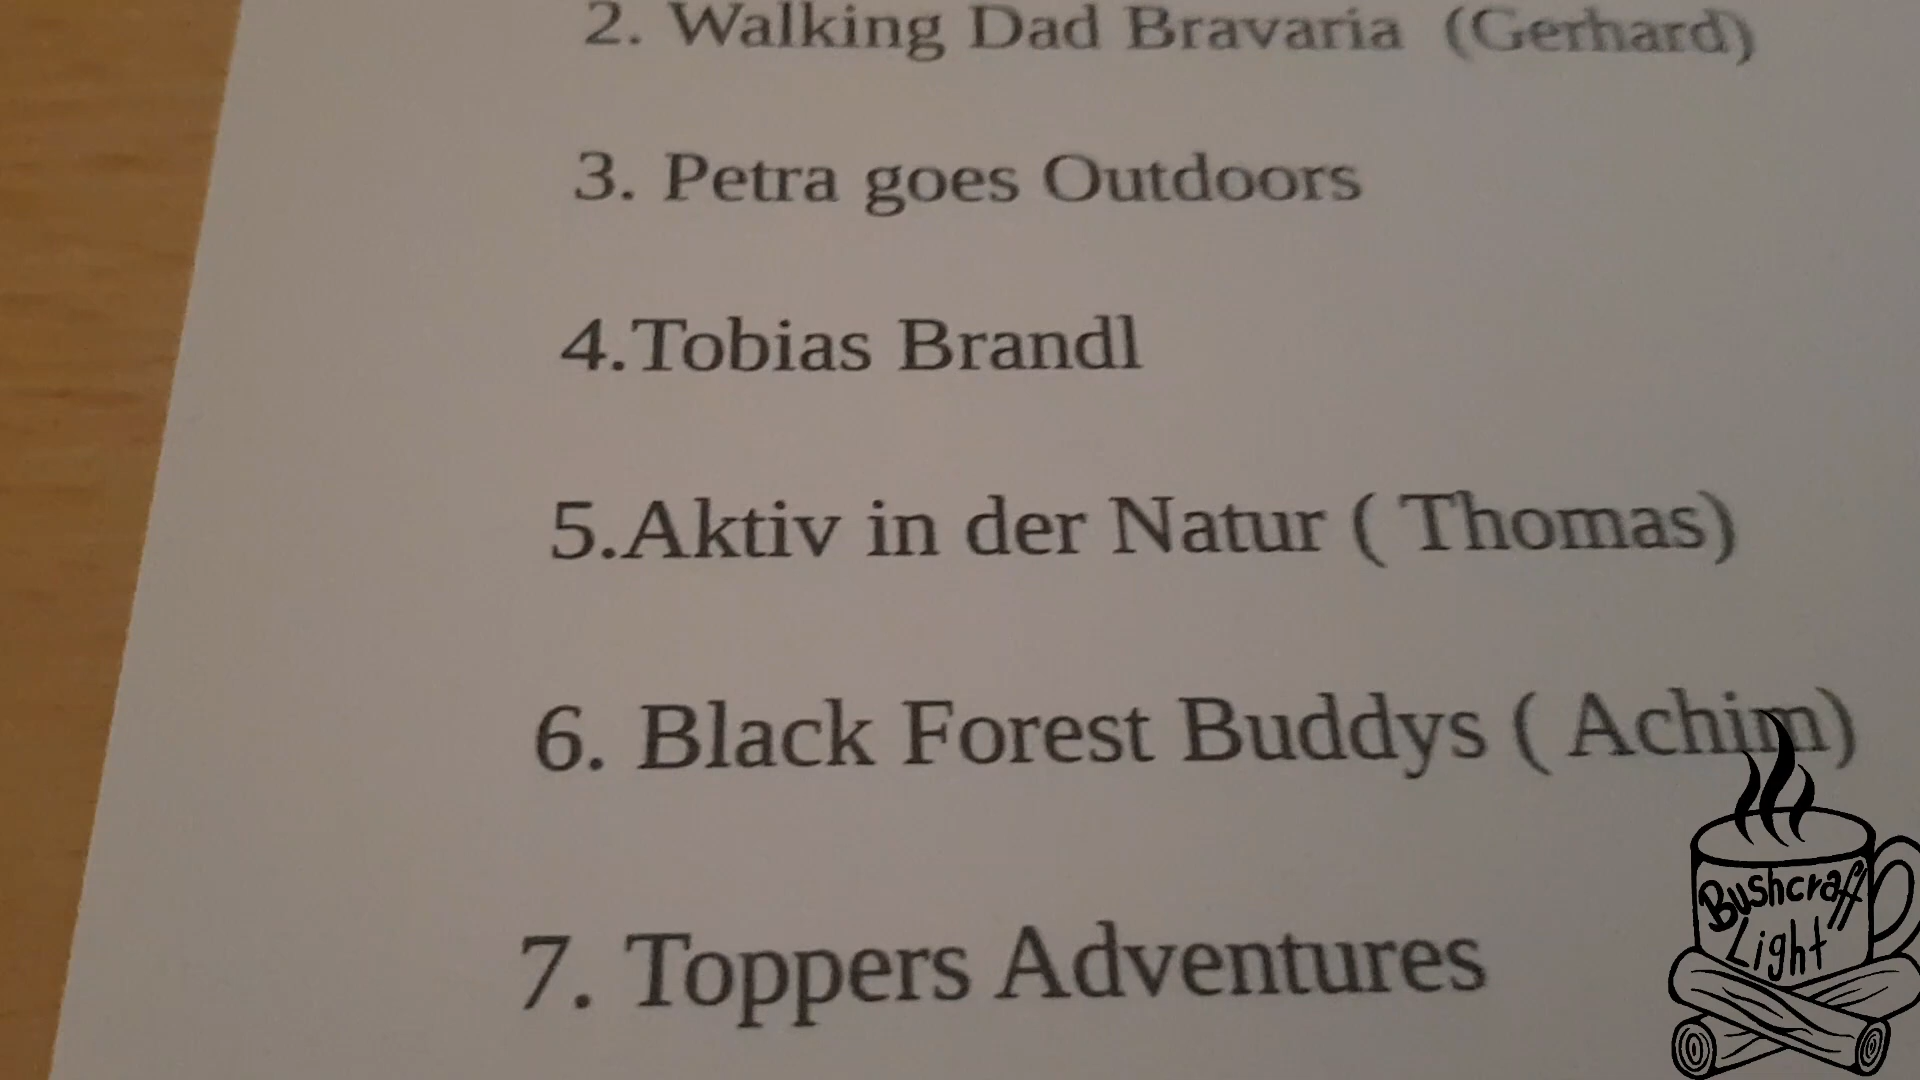 2. Walking Dad Bravaria (Gerhard)
3. Petra goes Outdoors
4.Tobias Brandl
5.Aktiv in der Natur ( Thomas)
6. Black Forest Buddys ( Achim)
7. Toppers Adventures
Bushcraft
Light